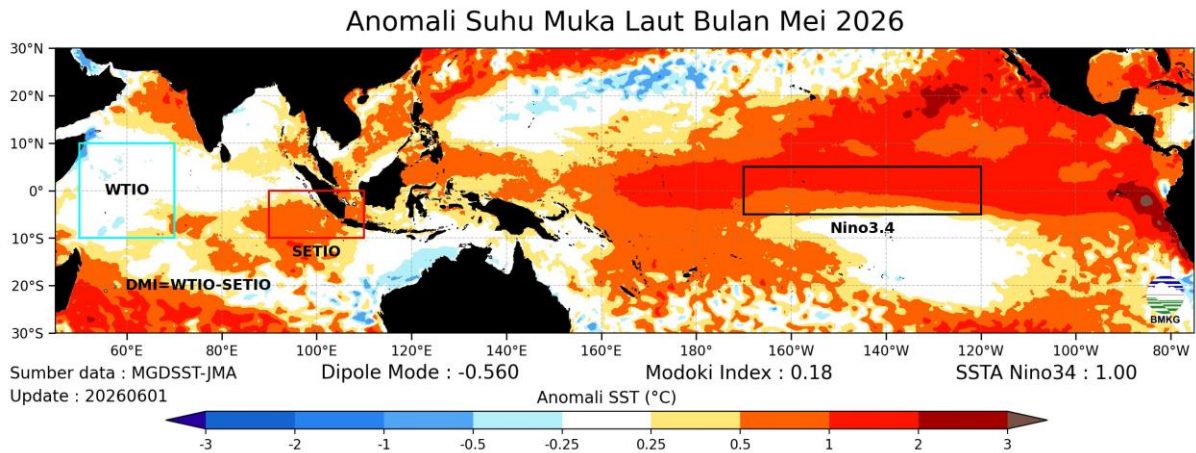 Anomali Suhu Muka Laut Bulan Mei 2026
30°N
20°N
10°N
0°
10°S
20°S
30°S
WTIO
SETIO
Nino3.4
DMI=WTIO-SETIO
BMKG
60°E 80°E 100°E 120°E 140°E 160°E 180° 160°W 140°W 120°W 100°W 80°W
Sumber data : MGDSST-JMA Dipole Mode : -0.560 Modoki Index : 0.18 SSTA Nino34 : 1.00
Update : 20260601
Anomali SST (°C)
-3 -2 -1 -0.5 -0.25 0.25 0.5 1 2 3